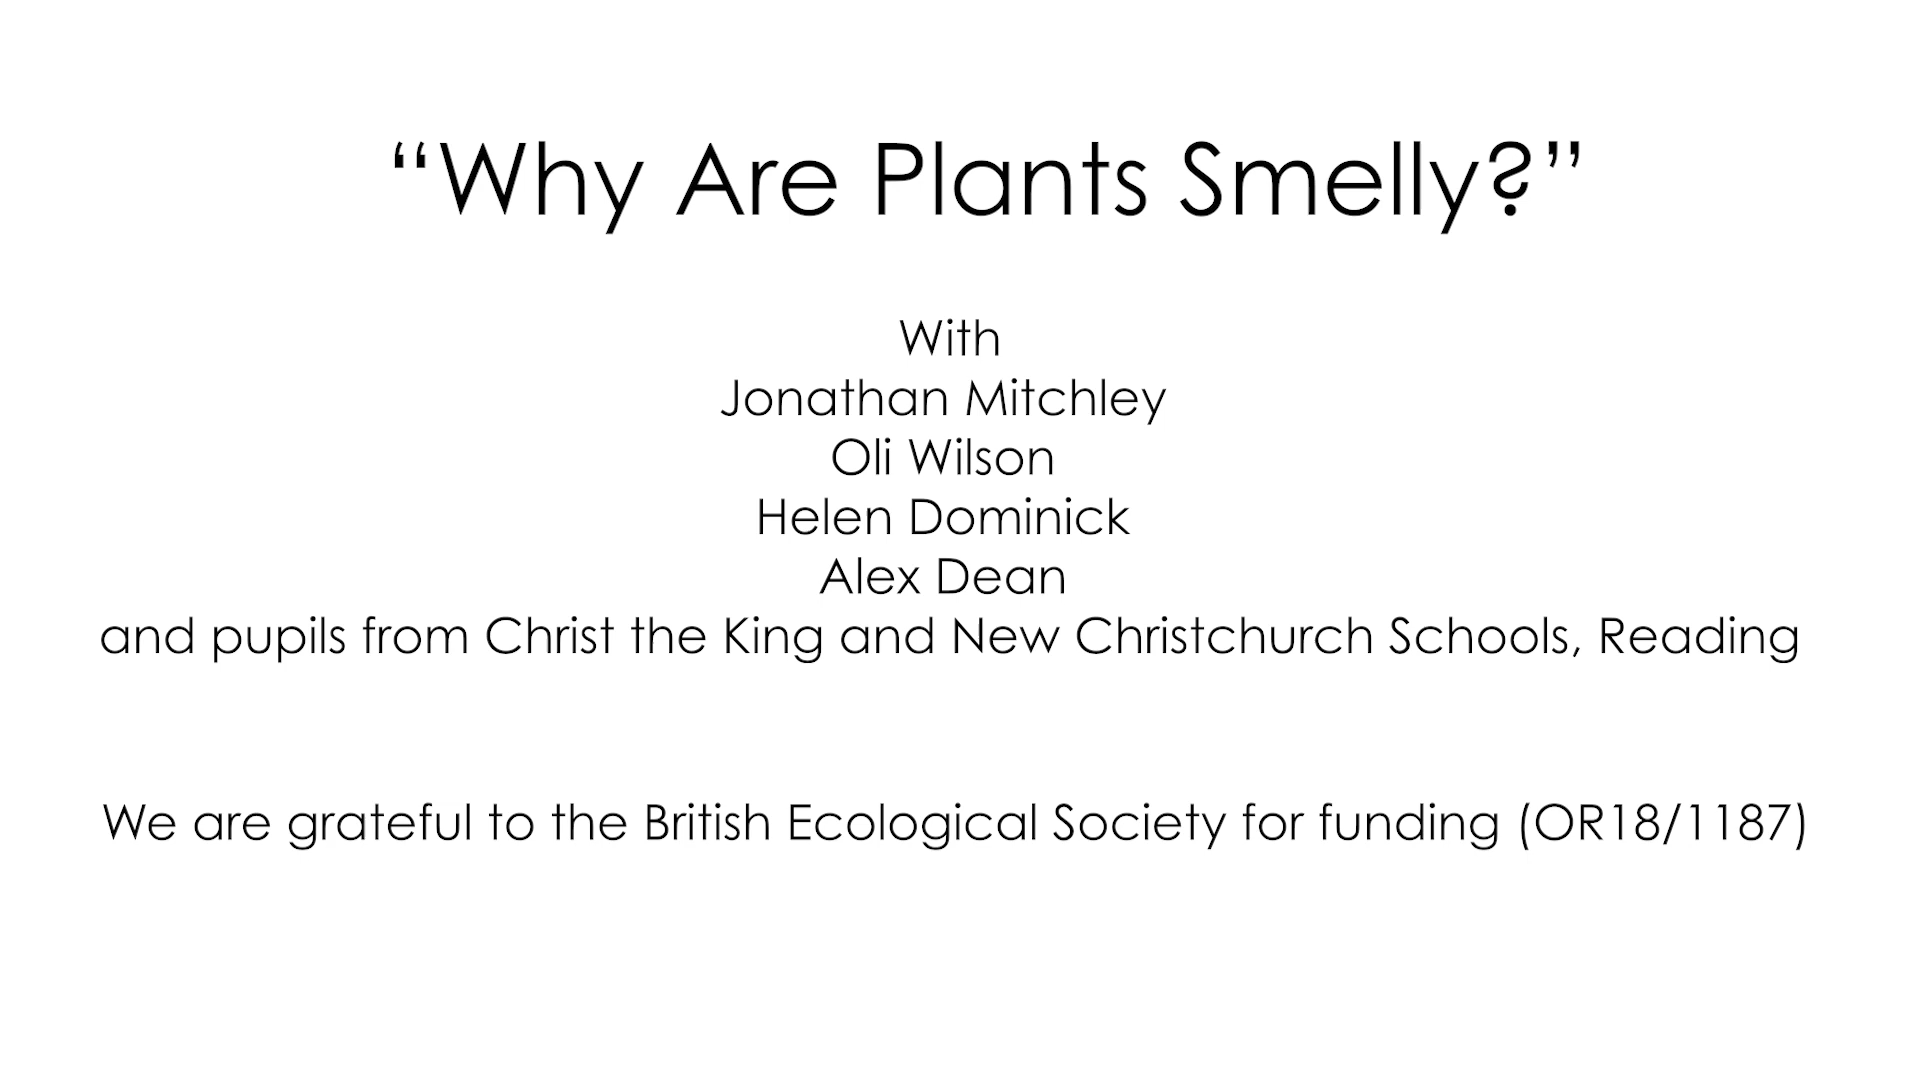 “Why Are Plants Smelly?”
With
Jonathan Mitchley
Oli Wilson
Helen Dominick
Alex Dean
and pupils from Christ the King and New Christchurch Schools, Reading
We are grateful to the British Ecological Society for funding (OR18/1187)